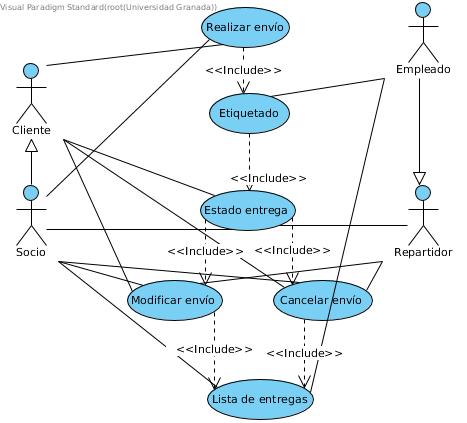 Visual Paradigm Standard(root(Universidad Granada))
Realizar envío
<<Include>>
Empleado
Etiquetado
Cliente
<<Include>>
Estado entrega
Socio
<<Include>>
<<Include>>
Repartidor
Modificar envío
Cancelar envío
<<Include>>
<<Include>>
Lista de entregas